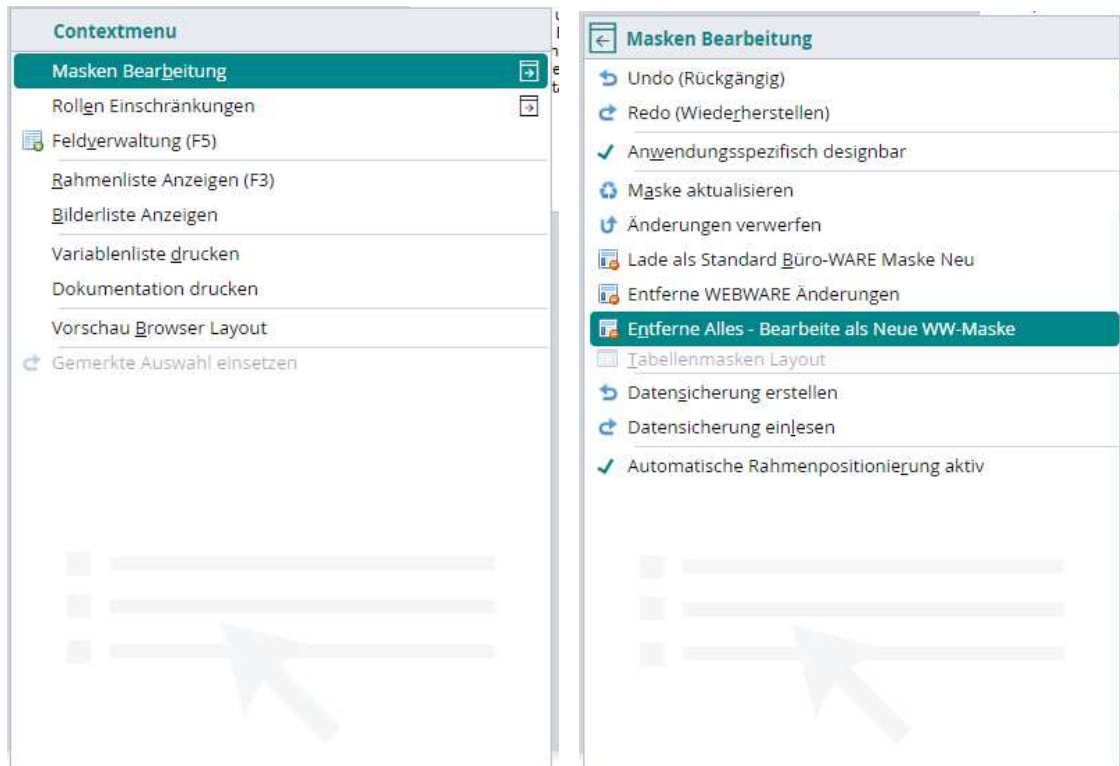 Contextmenu
Masken Bearbeitung
Rollen Einschränkungen
Feldverwaltung (F5)
Rahmenliste Anzeigen (F3)
Bilderliste Anzeigen
Variablenliste drucken
Dokumentation drucken
Vorschau Browser Layout
Gemerkte Auswahl einsetzen
Masken Bearbeitung
Undo (Rückgängig)
Redo (Wiederherstellen)
Anwendungsspezifisch designbar
Maske aktualisieren
Änderungen verwerfen
Lade als Standard Büro-WARE Maske Neu
Entferne WEBWARE Änderungen
Entferne Alles - Bearbeite als Neue WW-Maske
Tabellenmasken Layout
Datensicherung erstellen
Datensicherung einlesen
Automatische Rahmenpositionierung aktiv